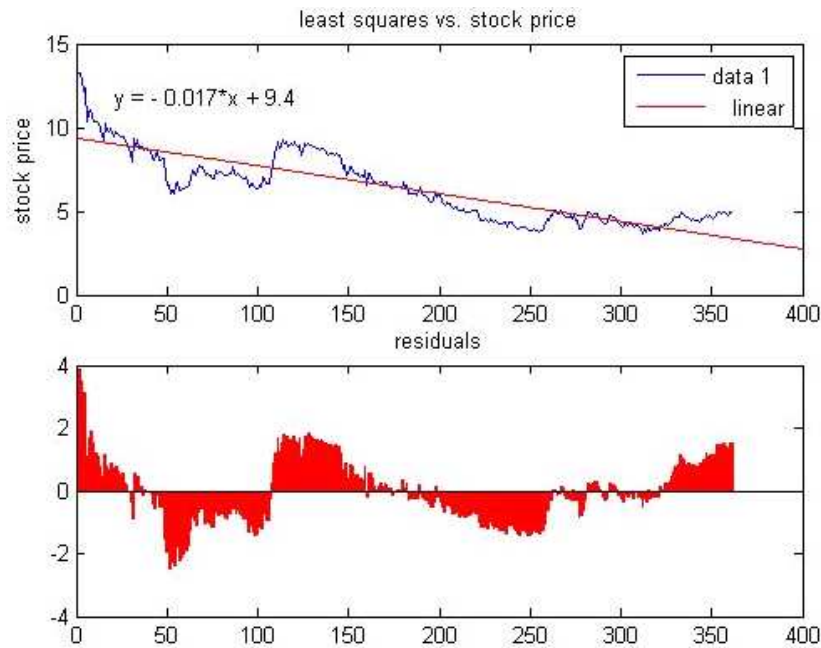 least squares vs. stock price
15
10
5
0
stock price
y = - 0.017*x + 9.4
data 1
linear
0 50 100 150 200 250 300 350 400
residuals
4
2
0
-2
-4
0 50 100 150 200 250 300 350 400